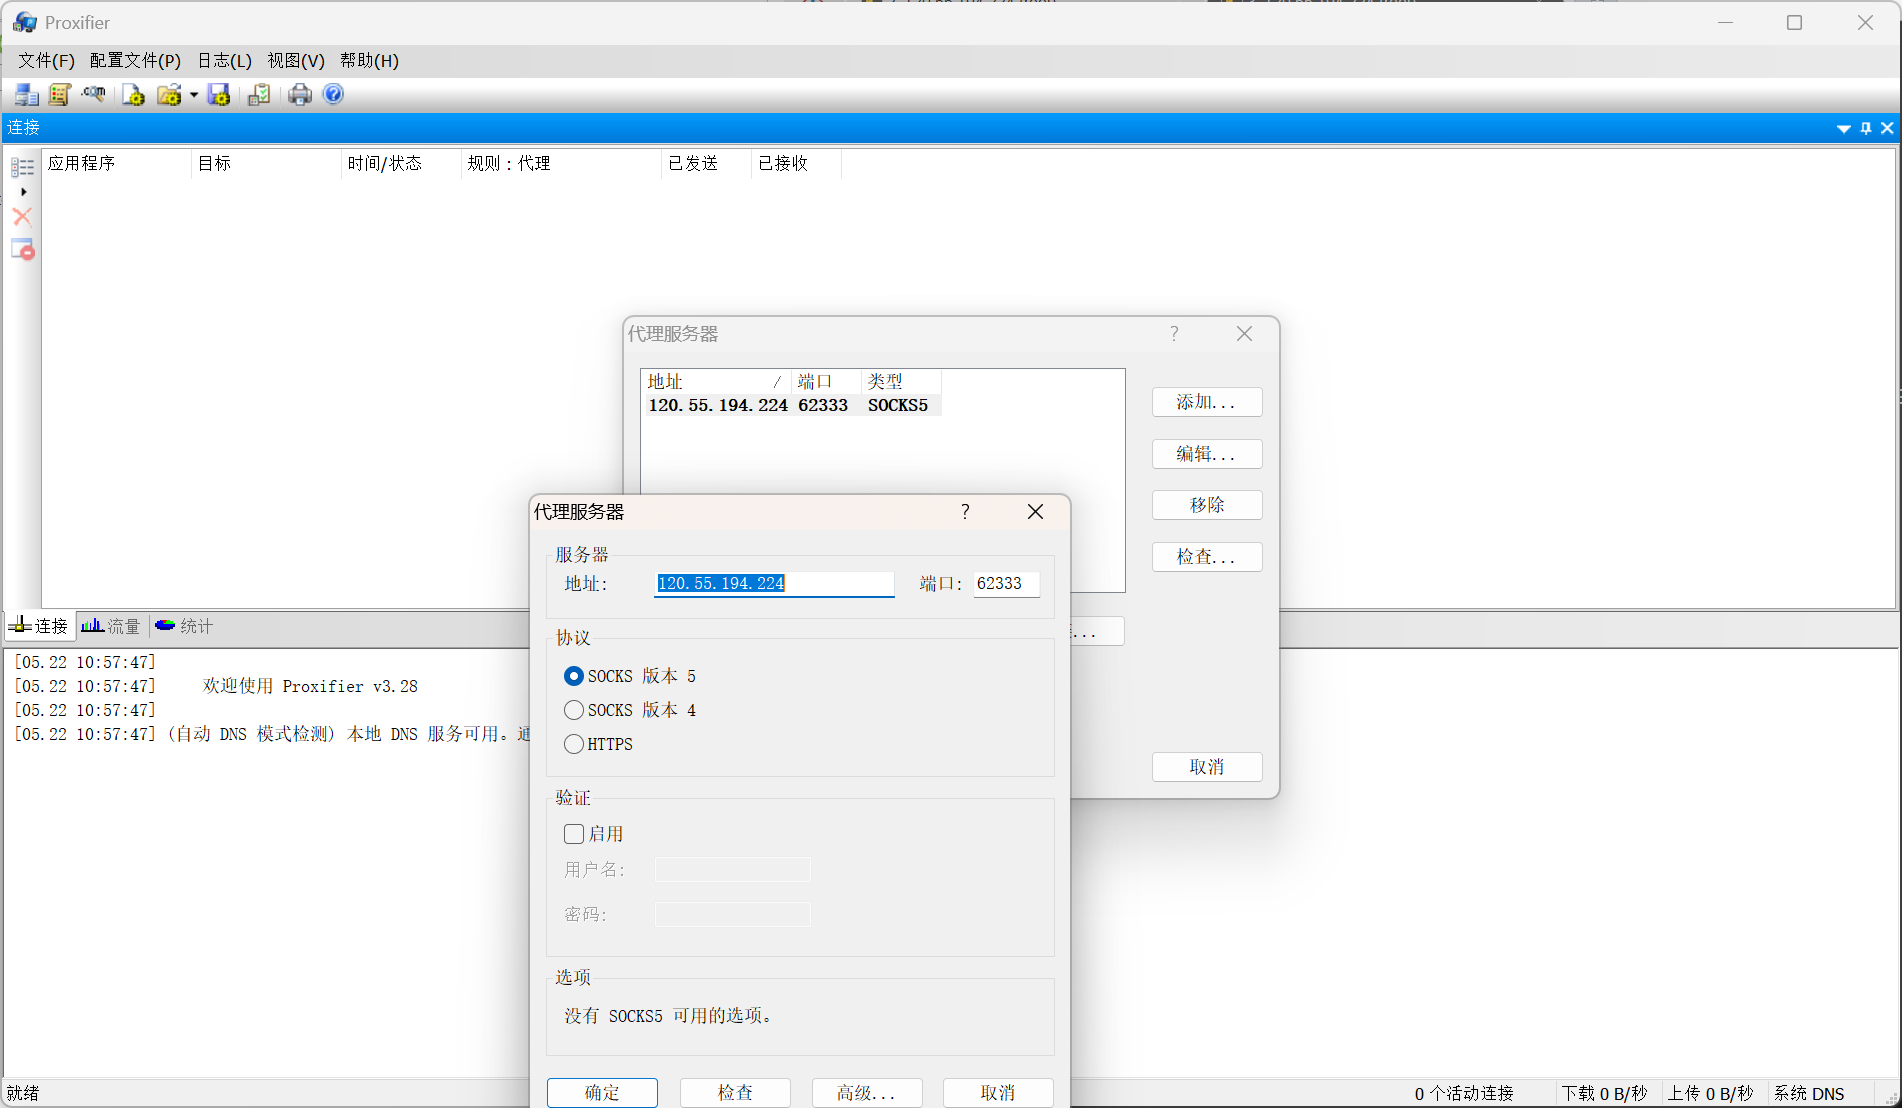 Proxifier
文件(F) 配置文件(P) 日志(L) 视图(V) 帮助(H)
连接
应用程序 目标 时间/状态 规则：代理 已发送 已接收
代理服务器
地址 / 端口 类型
120.55.194.224 62333 SOCKS5
添加...
编辑...
移除
检查...
取消
代理服务器
服务器
地址: 120.55.194.224 端口: 62333
协议
SOCKS 版本 5
SOCKS 版本 4
HTTPS
验证
启用
用户名:
密码:
选项
没有 SOCKS5 可用的选项。
确定 检查 高级... 取消
连接 流量 统计
[05.22 10:57:47]
[05.22 10:57:47] 欢迎使用 Proxifier v3.28
[05.22 10:57:47]
[05.22 10:57:47] (自动 DNS 模式检测) 本地 DNS 服务可用。通
就绪 0 个活动连接 下载 0 B/秒 上传 0 B/秒 系统 DNS